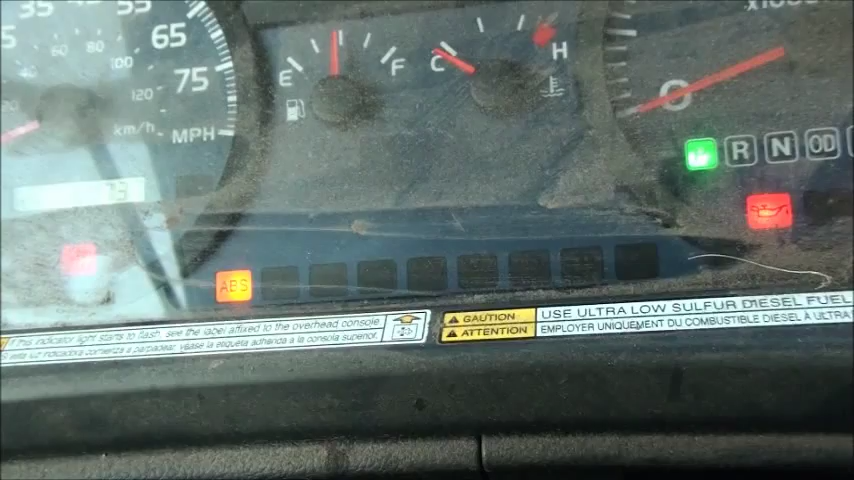 35
55
65
75
60
80
100
120
km/h
MPH
E
F
C
H
0
R N OD
ABS
This indicator light starts to flash, see the label affixed to the overhead console
CAUTION
USE ULTRA LOW SULFUR DIESEL FUEL
ATTENTION
EMPLOYER UNIQUEMENT DU COMBUSTIBLE DIESEL À ULTRA